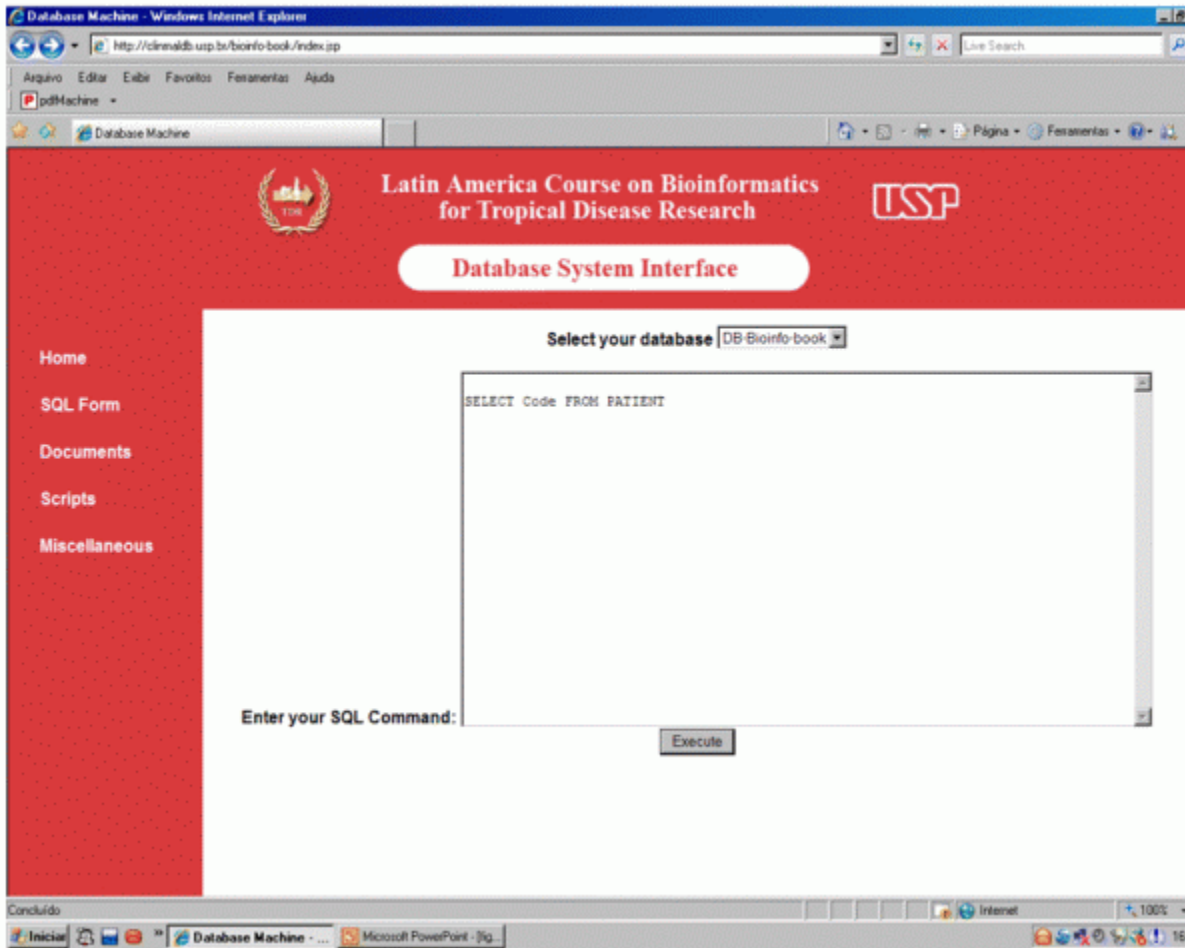 Database Machine - Windows Internet Explorer
http://clinmaldb.usp.br/bioinfo-book/index.jsp
Live Search
Arquivo Editar Exibir Favoritos Ferramentas Ajuda
pdfMachine
Database Machine
Página Ferramentas
TDR
Latin America Course on Bioinformatics
for Tropical Disease Research
USP
Database System Interface
Select your database DB-Bioinfo-book
Home
SQL Form
Documents
Scripts
Miscellaneous
SELECT Code FROM PATIENT
Enter your SQL Command:
Execute
Concluído
Internet
100%
Iniciar
Database Machine - ...
Microsoft PowerPoint - [fig...
16